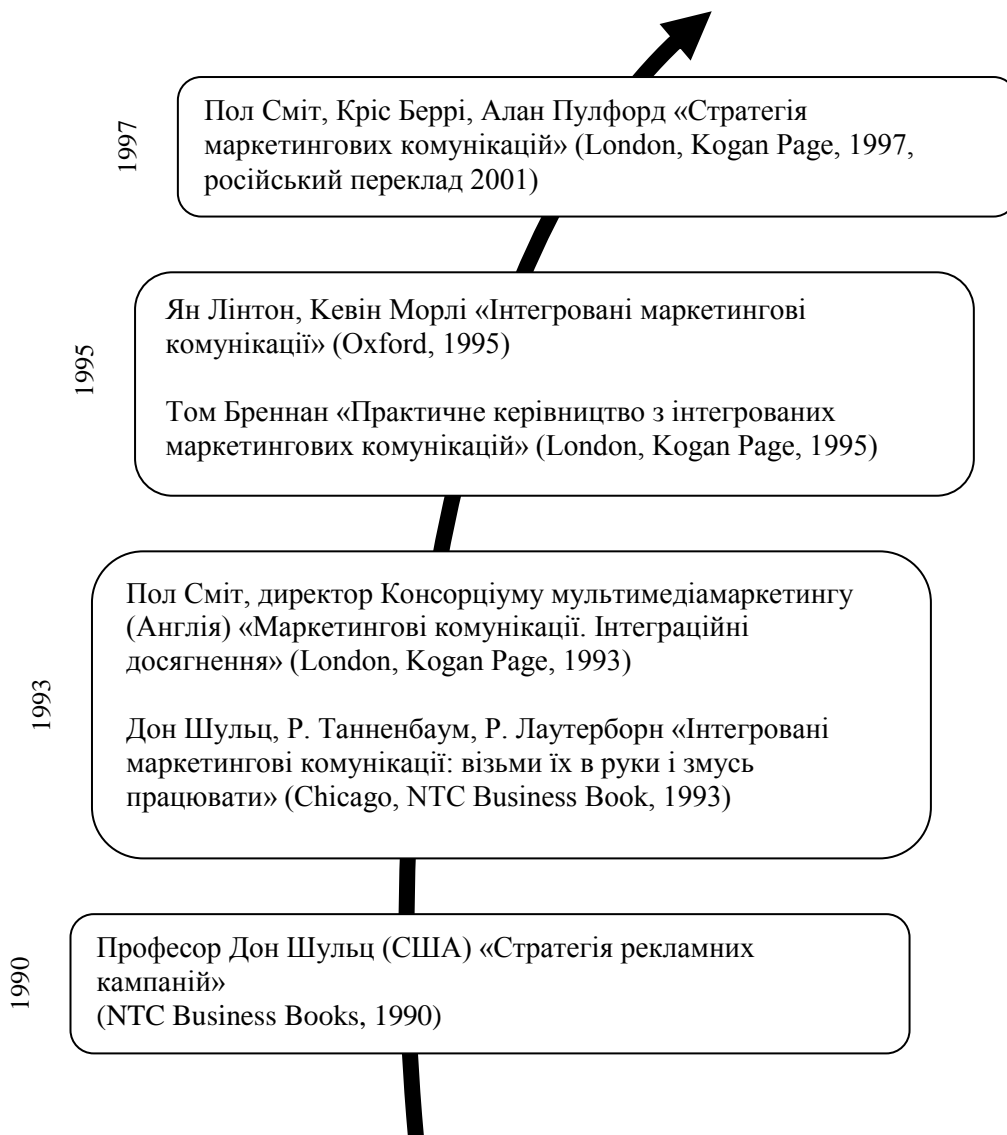 1997
Пол Сміт, Кріс Беррі, Алан Пулфорд «Стратегія
маркетингових комунікацій» (London, Kogan Page, 1997,
російський переклад 2001)
1995
Ян Лінтон, Кевін Морлі «Інтегровані маркетингові
комунікації» (Oxford, 1995)
Том Бреннан «Практичне керівництво з інтегрованих
маркетингових комунікацій» (London, Kogan Page, 1995)
1993
Пол Сміт, директор Консорціуму мультимедіамаркетингу
(Англія) «Маркетингові комунікації. Інтеграційні
досягнення» (London, Kogan Page, 1993)
Дон Шульц, Р. Танненбаум, Р. Лаутерборн «Інтегровані
маркетингові комунікації: візьми їх в руки і змусь
працювати» (Chicago, NTC Business Book, 1993)
1990
Професор Дон Шульц (США) «Стратегія рекламних
кампаній»
(NTC Business Books, 1990)